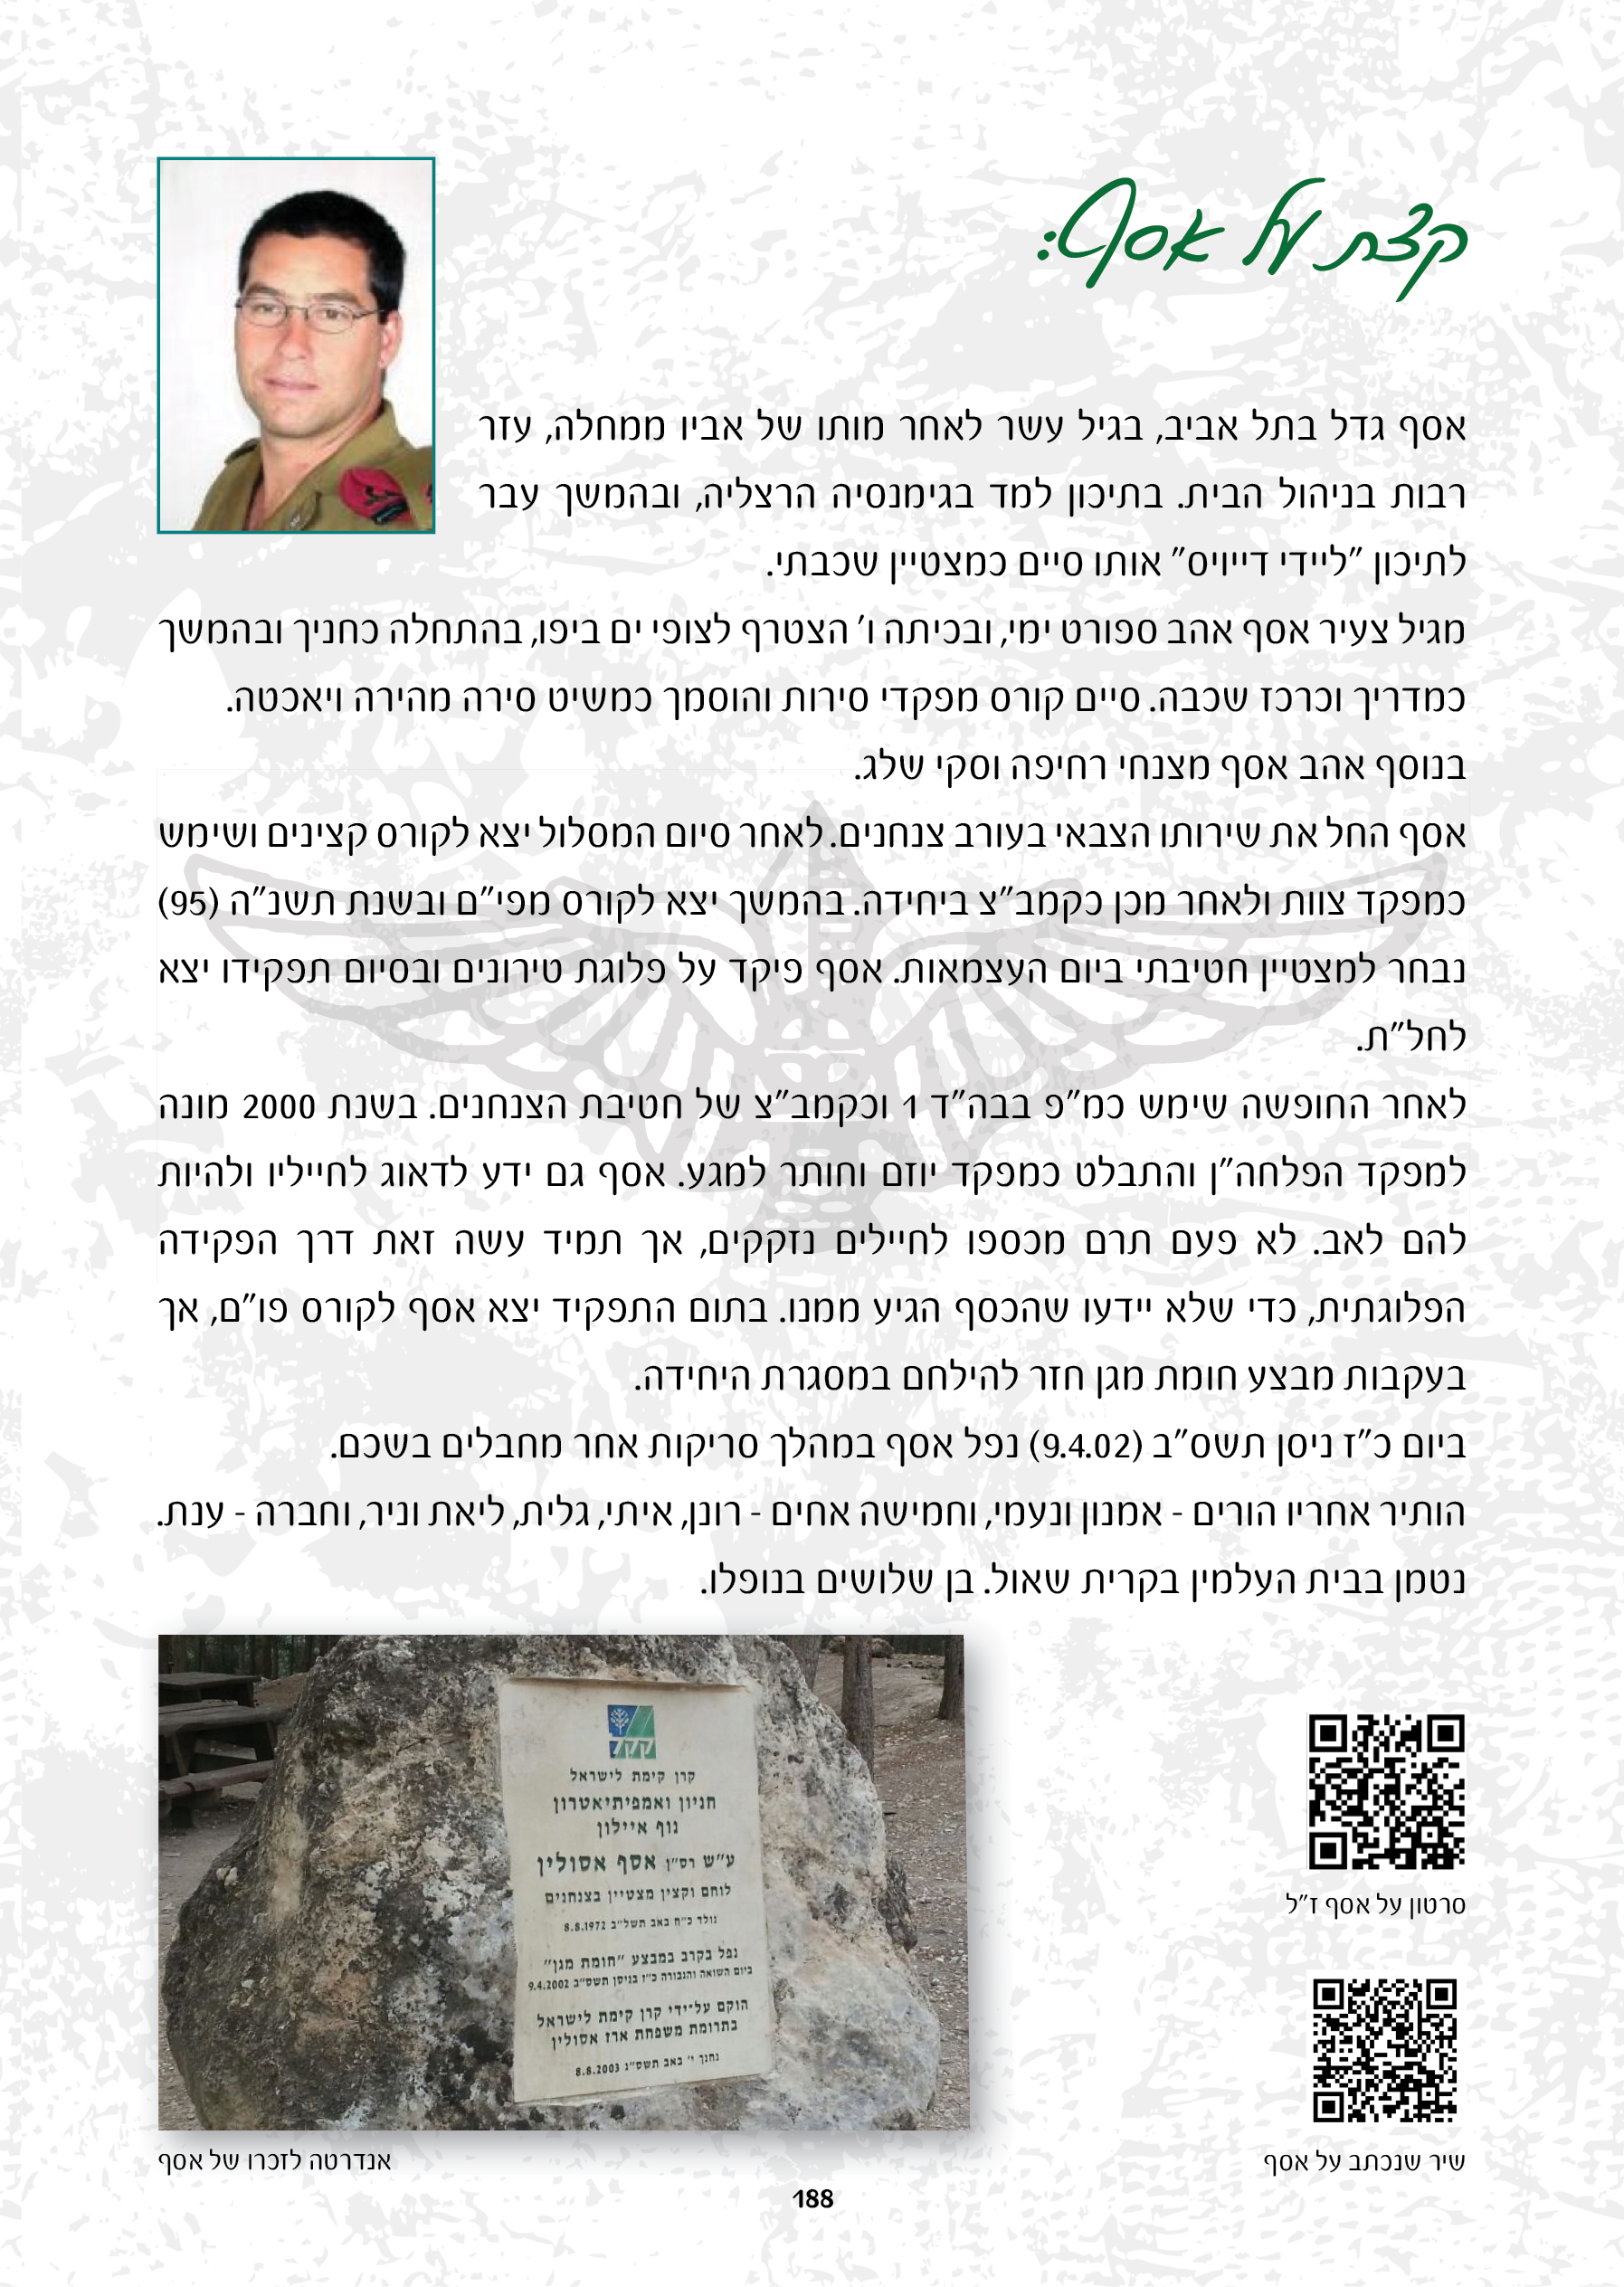 קצת על אסף:
אסף גדל בתל אביב, בגיל עשר לאחר מותו של אביו ממחלה, עזר
רבות בניהול הבית. בתיכון למד בגימנסיה הרצליה, ובהמשך עבר
לתיכון "ליידי דייויס" אותו סיים כמצטיין שכבתי.
מגיל צעיר אסף אהב ספורט ימי, ובכיתה ו' הצטרף לצופי ים ביפו, בהתחלה כחניך ובהמשך
כמדריך וכרכז שכבה. סיים קורס מפקדי סירות והוסמך כמשיט סירה מהירה ויאכטה.
בנוסף אהב אסף מצנחי רחיפה וסקי שלג.
אסף החל את שירותו הצבאי בעורב צנחנים. לאחר סיום המסלול יצא לקורס קצינים ושימש
כמפקד צוות ולאחר מכן כקמב"צ ביחידה. בהמשך יצא לקורס מפי"ם ובשנת תשנ"ה (95)
נבחר למצטיין חטיבתי ביום העצמאות. אסף פיקד על פלוגת טירונים ובסיום תפקידו יצא
לחל"ת.
לאחר החופשה שימש כמ"פ בבה"ד 1 וכקמב"צ של חטיבת הצנחנים. בשנת 2000 מונה
למפקד הפלחה"ן והתבלט כמפקד יוזם וחותר למגע. אסף גם ידע לדאוג לחייליו ולהיות
להם לאב. לא פעם תרם מכספו לחיילים נזקקים, אך תמיד עשה זאת דרך הפקידה
הפלוגתית, כדי שלא יידעו שהכסף הגיע ממנו. בתום התפקיד יצא אסף לקורס פו"ם, אך
בעקבות מבצע חומת מגן חזר להילחם במסגרת היחידה.
ביום כ"ז ניסן תשס"ב (9.4.02) נפל אסף במהלך סריקות אחר מחבלים בשכם.
הותיר אחריו הורים - אמנון ונעמי, וחמישה אחים - רונן, איתי, גלית, ליאת וניר, וחברה - ענת.
נטמן בבית העלמין בקרית שאול. בן שלושים בנופלו.
קקל
קרן קימת לישראל
חניון ואמפיתיאטרון
נוף איילון
ע"ש רס"ן אסף אסולין
לוחם וקצין מצטיין בצנחנים
נולד כ"ח באב תשל"ב 8.8.1972
נפל בקרב במבצע "חומת מגן"
ביום השואה והגבורה כ"ז בניסן תשס"ב 9.4.2002
הוקם על-ידי קרן קימת לישראל
בתרומת משפחת ארז אסולין
נחנך י' באב תשס"ג 8.8.2003
סרטון על אסף ז"ל
שיר שנכתב על אסף
אנדרטה לזכרו של אסף
188